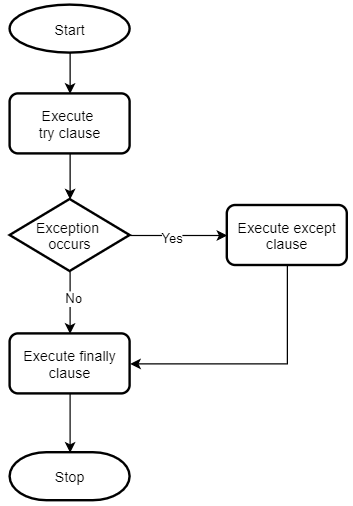 Start
Execute
try clause
Exception
occurs
Yes
Execute except
clause
No
Execute finally
clause
Stop